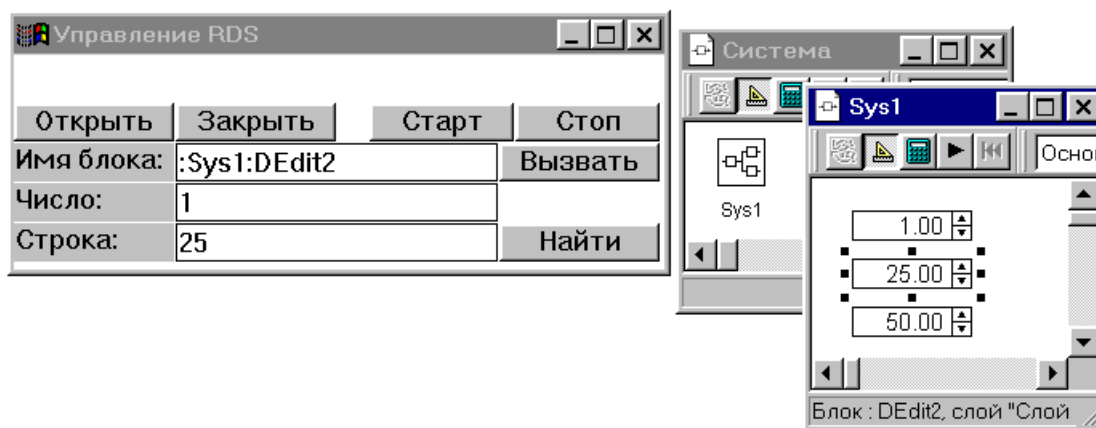 Управление RDS
Открыть Закрыть Старт Стоп
Имя блока: :Sys1:DEdit2 Вызвать
Число: 1
Строка: 25 Найти
Система
Sys1
Sys1
Осно
1.00
25.00
50.00
Блок : DEdit2, слой "Слой